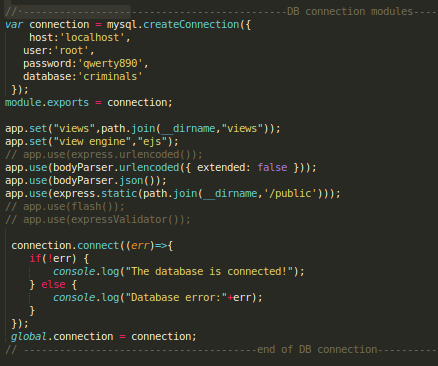 //---------------------------------------------DB connection modules----
var connection = mysql.createConnection({
    host:'localhost',
   user:'root',
   password:'qwerty890',
   database:'criminals'
 });
module.exports = connection;

app.set("views",path.join(__dirname,"views"));
app.set("view engine","ejs");
// app.use(express.urlencoded());
app.use(bodyParser.urlencoded({ extended: false }));
app.use(bodyParser.json());
app.use(express.static(path.join(__dirname,'/public')));
// app.use(flash());
// app.use(expressValidator());

 connection.connect((err)=>{
    if(!err) {
        console.log("The database is connected!");
    } else {
        console.log("Database error:"+err);
    }
 });
 global.connection = connection;
// ---------------------------------------end of DB connection----------